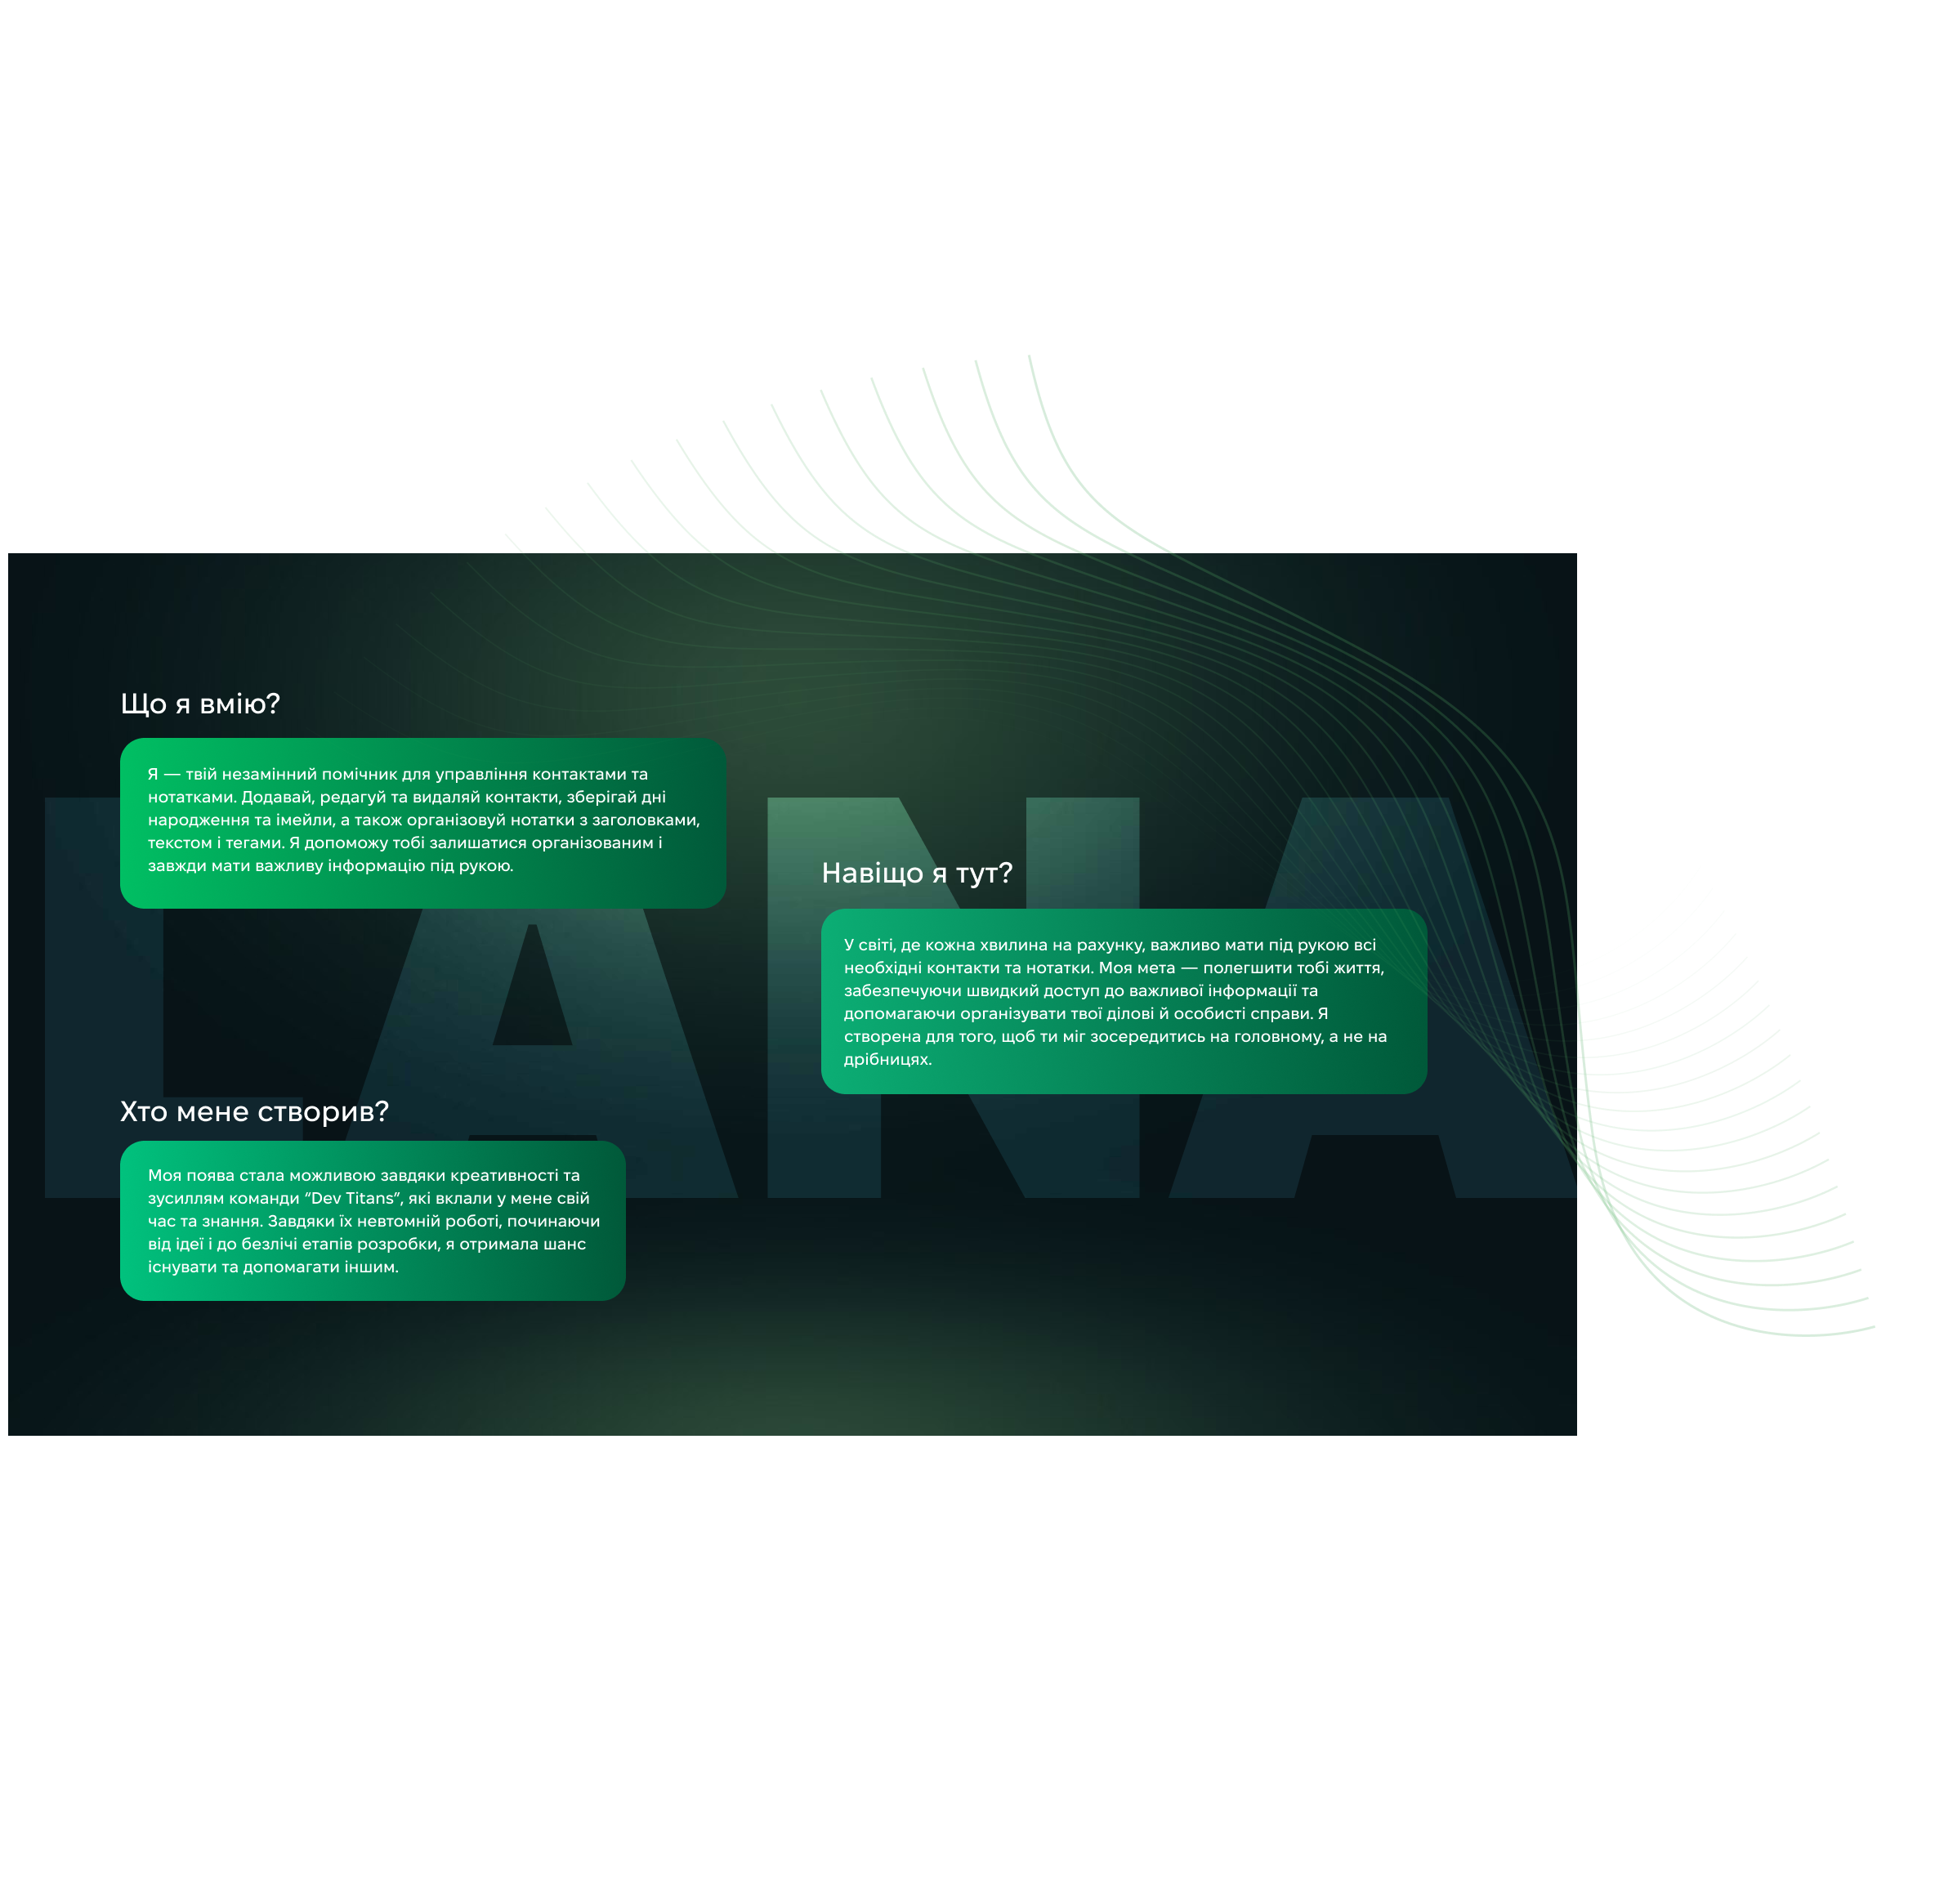 Що я вмію?
Я — твій незамінний помічник для управління контактами та
нотатками. Додавай, редагуй та видаляй контакти, зберігай дні
народження та імейли, а також організовуй нотатки з заголовками,
текстом і тегами. Я допоможу тобі залишатися організованим і
завжди мати важливу інформацію під рукою.
LANA
Навіщо я тут?
У світі, де кожна хвилина на рахунку, важливо мати під рукою всі
необхідні контакти та нотатки. Моя мета — полегшити тобі життя,
забезпечуючи швидкий доступ до важливої інформації та
допомагаючи організувати твої ділові й особисті справи. Я
створена для того, щоб ти міг зосередитись на головному, а не на
дрібницях.
Хто мене створив?
Моя поява стала можливою завдяки креативності та
зусиллям команди “Dev Titans”, які вклали у мене свій
час та знання. Завдяки їх невтомній роботі, починаючи
від ідеї і до безлічі етапів розробки, я отримала шанс
існувати та допомагати іншим.